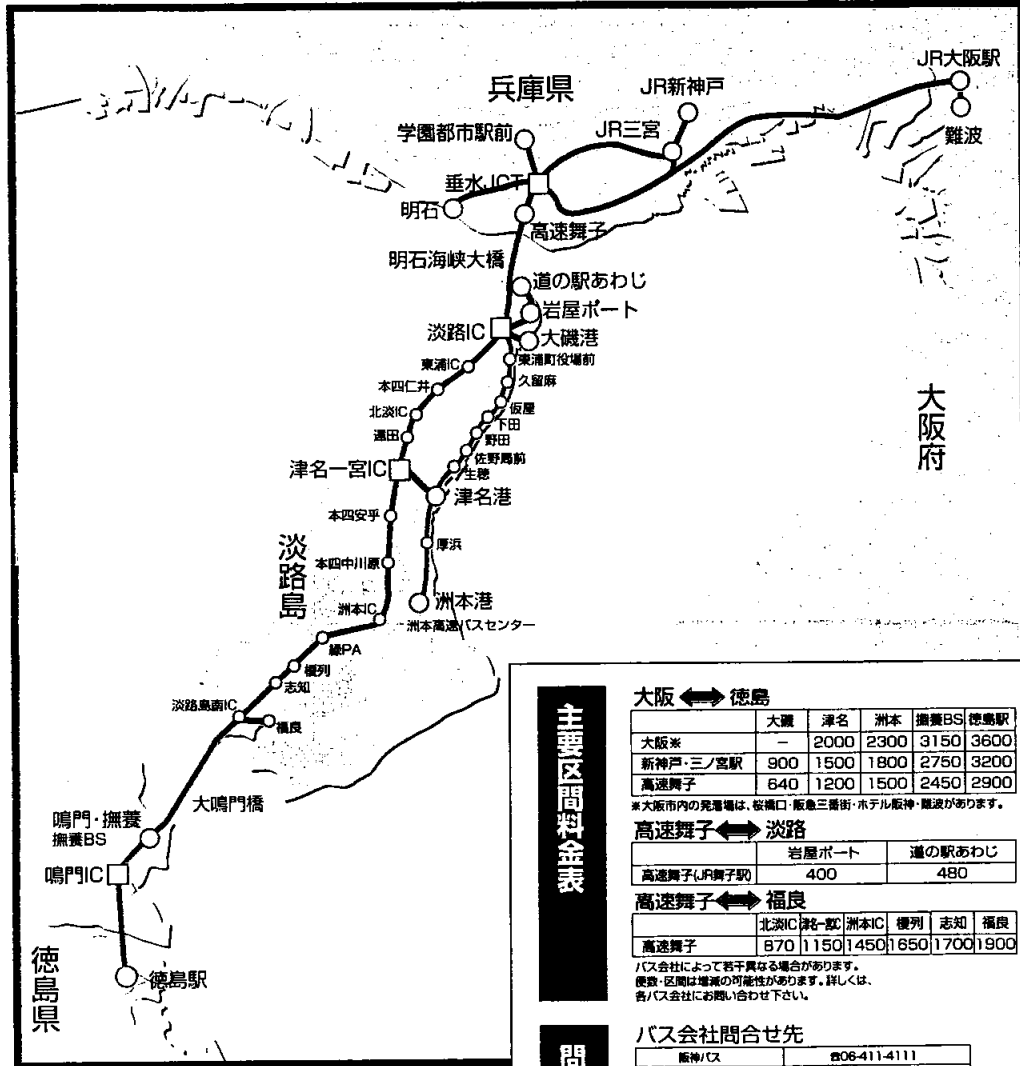 JR大阪駅
難波
兵庫県
JR新神戸
JR三宮
学園都市駅前
垂水JCT
明石
高速舞子
明石海峡大橋
道の駅あわじ
岩屋ポート
淡路IC
大磯港
東浦町役場前
東浦IC
久留麻
本四仁井
仮屋
北淡IC
下田
遠田
野田
佐野局前
生穂
津名一宮IC
津名港
本四安乎
厚浜
本四中川原
淡路島
大阪府
洲本IC
洲本港
洲本高速バスセンター
緑PA
榎列
志知
淡路島南IC
福良
大鳴門橋
鳴門・撫養
撫養BS
鳴門IC
徳島駅
徳島県
主要区間料金表
大阪 ⟺ 徳島
大磯 津名 洲本 撫養BS 徳島駅
大阪※ − 2000 2300 3150 3600
新神戸・三ノ宮駅 900 1500 1800 2750 3200
高速舞子 640 1200 1500 2450 2900
※大阪市内の発着場は、桜橋口・阪急三番街・ホテル阪神・難波があります。
高速舞子 ⟺ 淡路
岩屋ポート 道の駅あわじ
高速舞子(JR舞子駅) 400 480
高速舞子 ⟺ 福良
北淡IC 津名一宮IC 洲本IC 榎列 志知 福良
高速舞子 870 1150 1450 1650 1700 1900
バス会社によって若干異なる場合があります。
便数・区間は増減の可能性があります。詳しくは、
各バス会社にお問い合わせ下さい。
問
バス会社問合せ先
阪神バス ☎06-411-4111